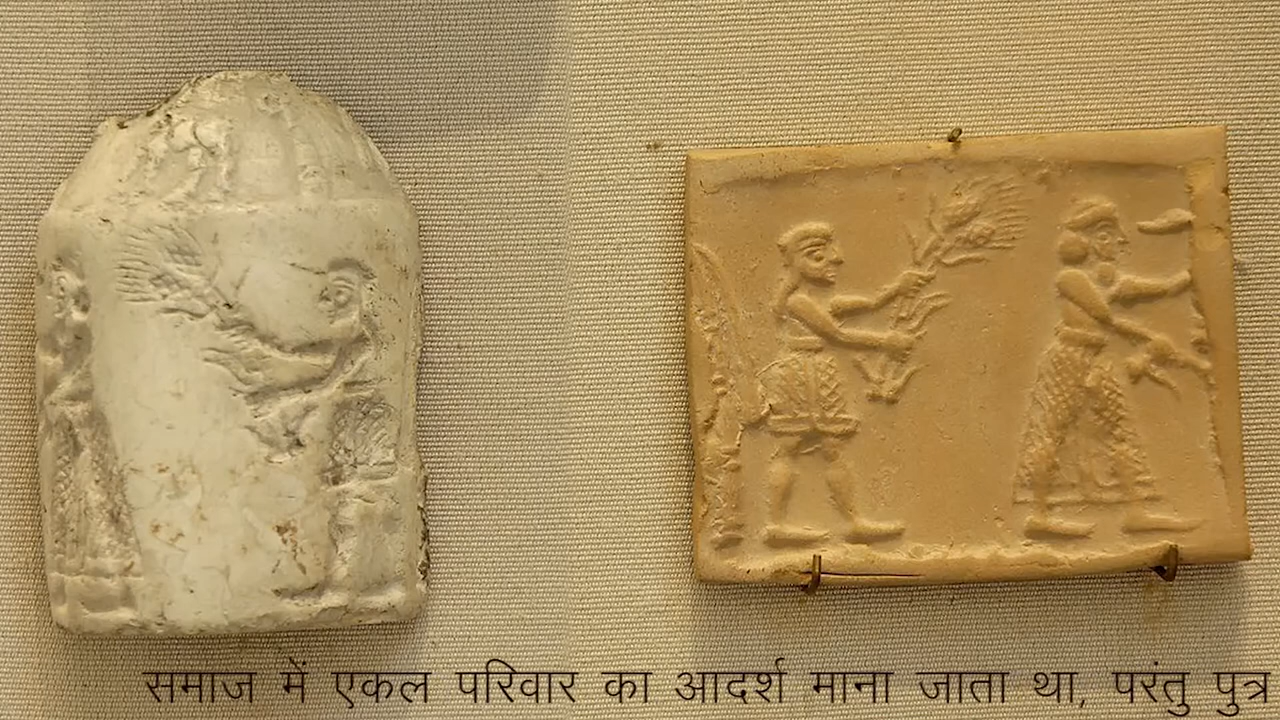 समाज में एकल परिवार का आदर्श माना जाता था, परंतु पुत्र